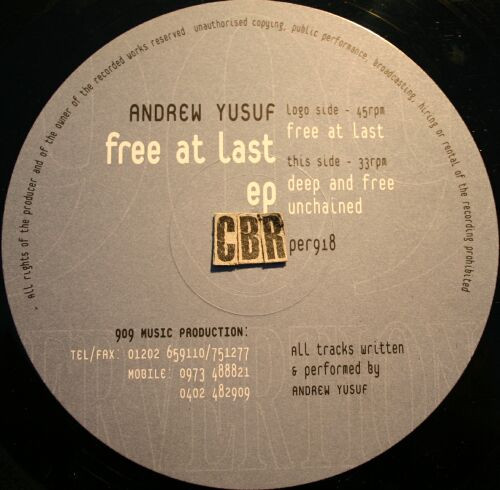 All rights of the producer and of the owner of the recorded works reserved unauthorised copying, public performance, broadcasting, hiring or rental of the recording prohibited
ANDREW YUSUF
free at last
ep
logo side - 45rpm
free at last
this side - 33rpm
deep and free
unchained
CBR
per918
909 MUSIC PRODUCTION:
TEL/FAX: 01202 659110/751277
MOBILE: 0973 488821
0402 482909
All tracks written
& performed by
ANDREW YUSUF